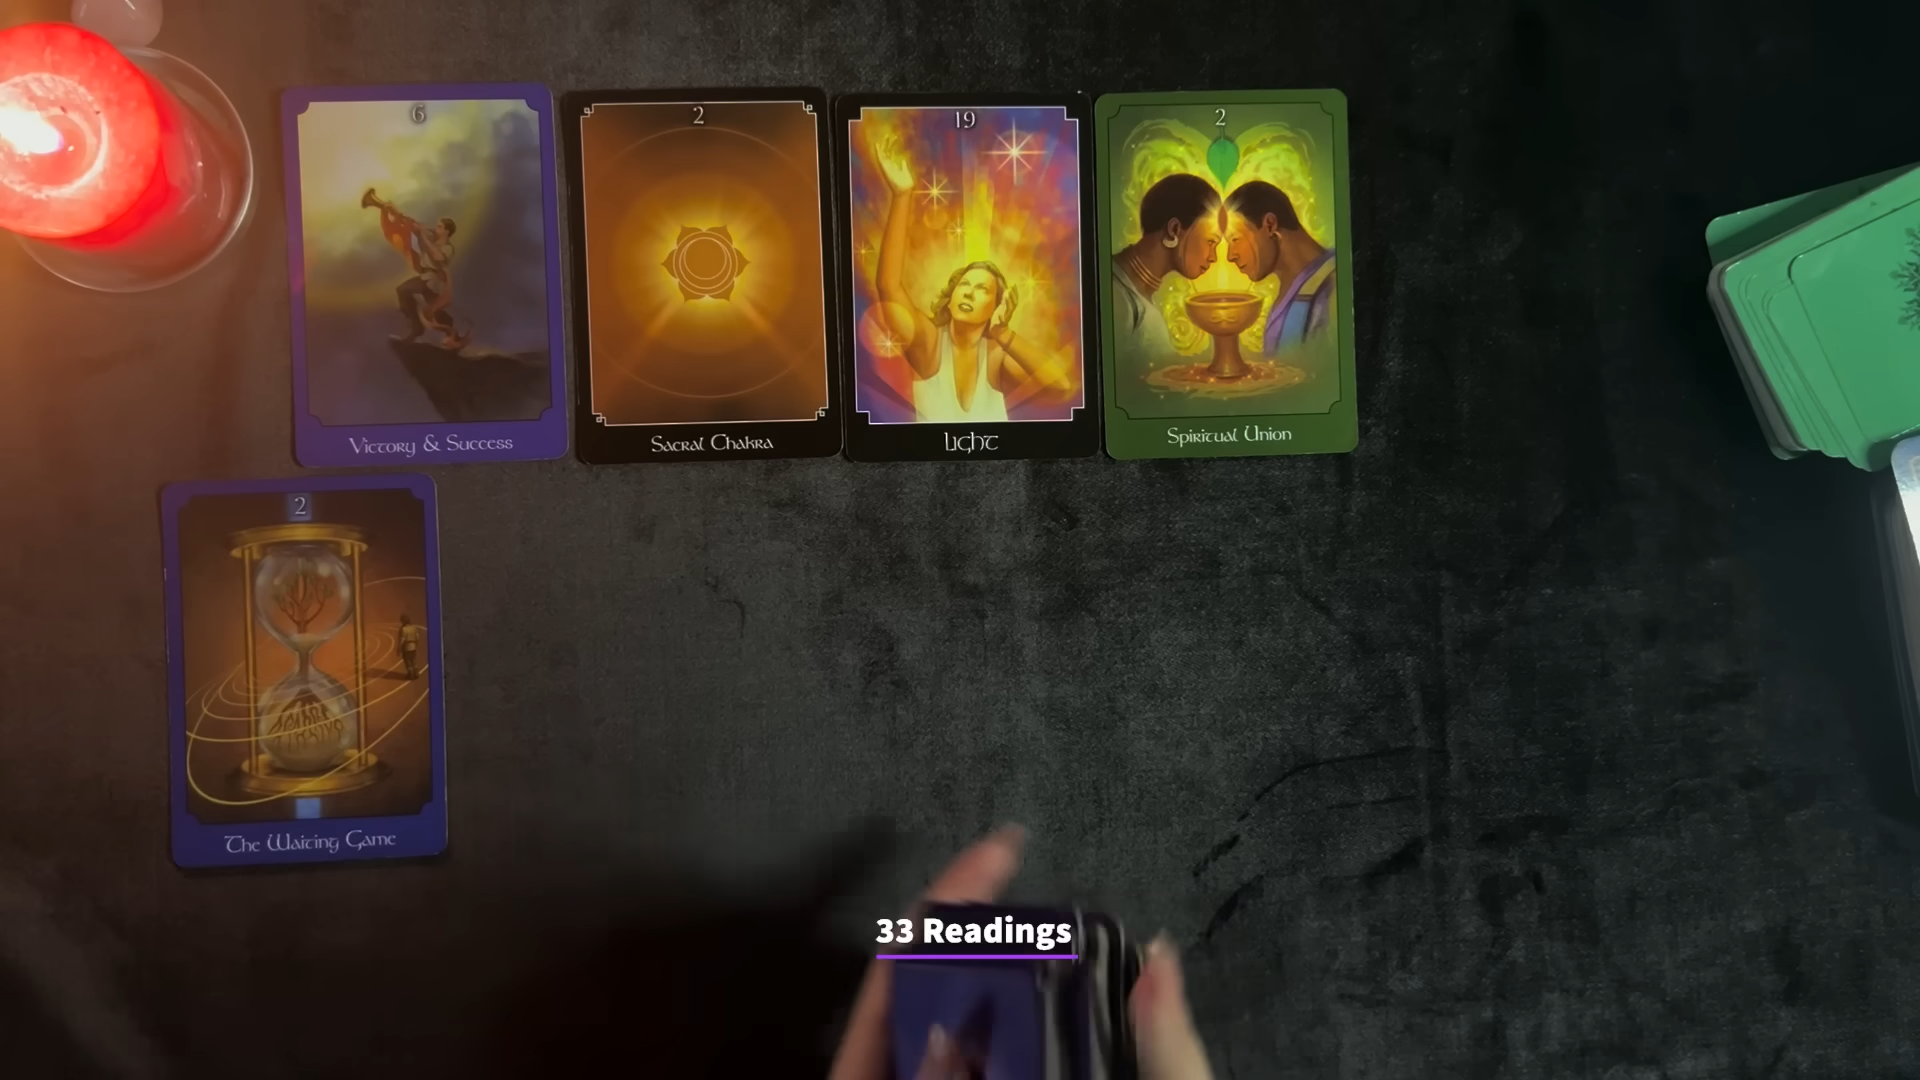 6
Victory & Success
2
Sacral Chakra
19
Light
2
Spiritual Union
2
The Waiting Game
33 Readings